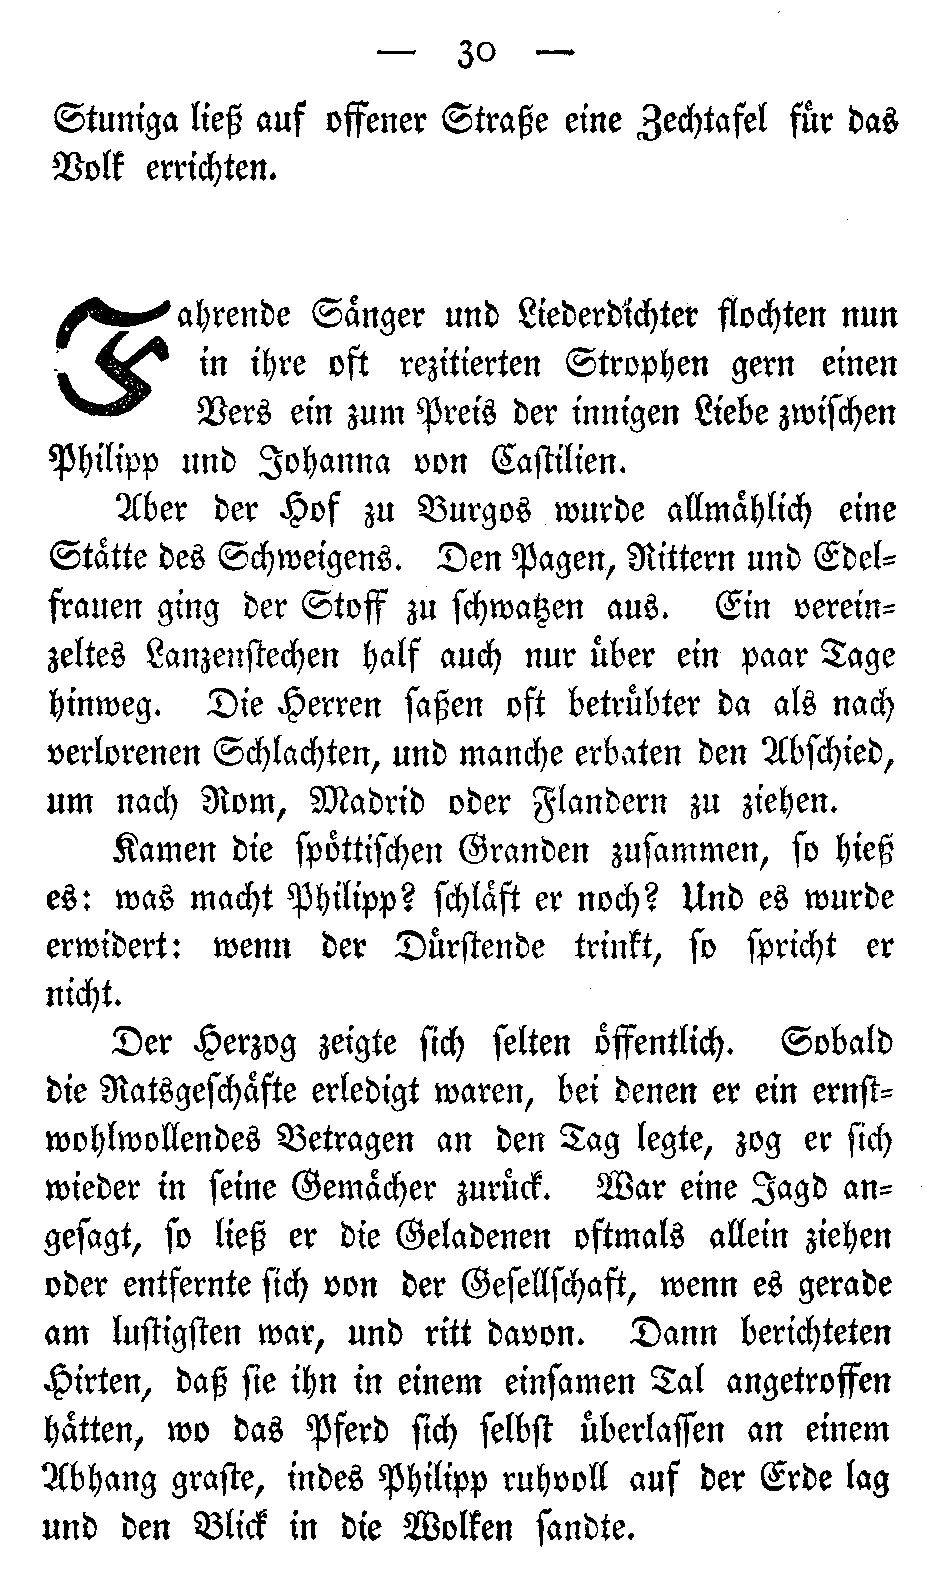 — 30 —
Stuniga ließ auf offener Straße eine Zechtafel für das
Volk errichten.
Fahrende Sänger und Liederdichter flochten nun
in ihre oft rezitierten Strophen gern einen
Vers ein zum Preis der innigen Liebe zwischen
Philipp und Johanna von Castilien.
Aber der Hof zu Burgos wurde allmählich eine
Stätte des Schweigens. Den Pagen, Rittern und Edel-
frauen ging der Stoff zu schwatzen aus. Ein verein-
zeltes Lanzenstechen half auch nur über ein paar Tage
hinweg. Die Herren saßen oft betrübter da als nach
verlorenen Schlachten, und manche erbaten den Abschied,
um nach Rom, Madrid oder Flandern zu ziehen.
Kamen die spöttischen Granden zusammen, so hieß
es: was macht Philipp? schläft er noch? Und es wurde
erwidert: wenn der Dürstende trinkt, so spricht er
nicht.
Der Herzog zeigte sich selten öffentlich. Sobald
die Ratsgeschäfte erledigt waren, bei denen er ein ernst-
wohlwollendes Betragen an den Tag legte, zog er sich
wieder in seine Gemächer zurück. War eine Jagd an-
gesagt, so ließ er die Geladenen oftmals allein ziehen
oder entfernte sich von der Gesellschaft, wenn es gerade
am lustigsten war, und ritt davon. Dann berichteten
Hirten, daß sie ihn in einem einsamen Tal angetroffen
hätten, wo das Pferd sich selbst überlassen an einem
Abhang graste, indes Philipp ruhvoll auf der Erde lag
und den Blick in die Wolken sandte.